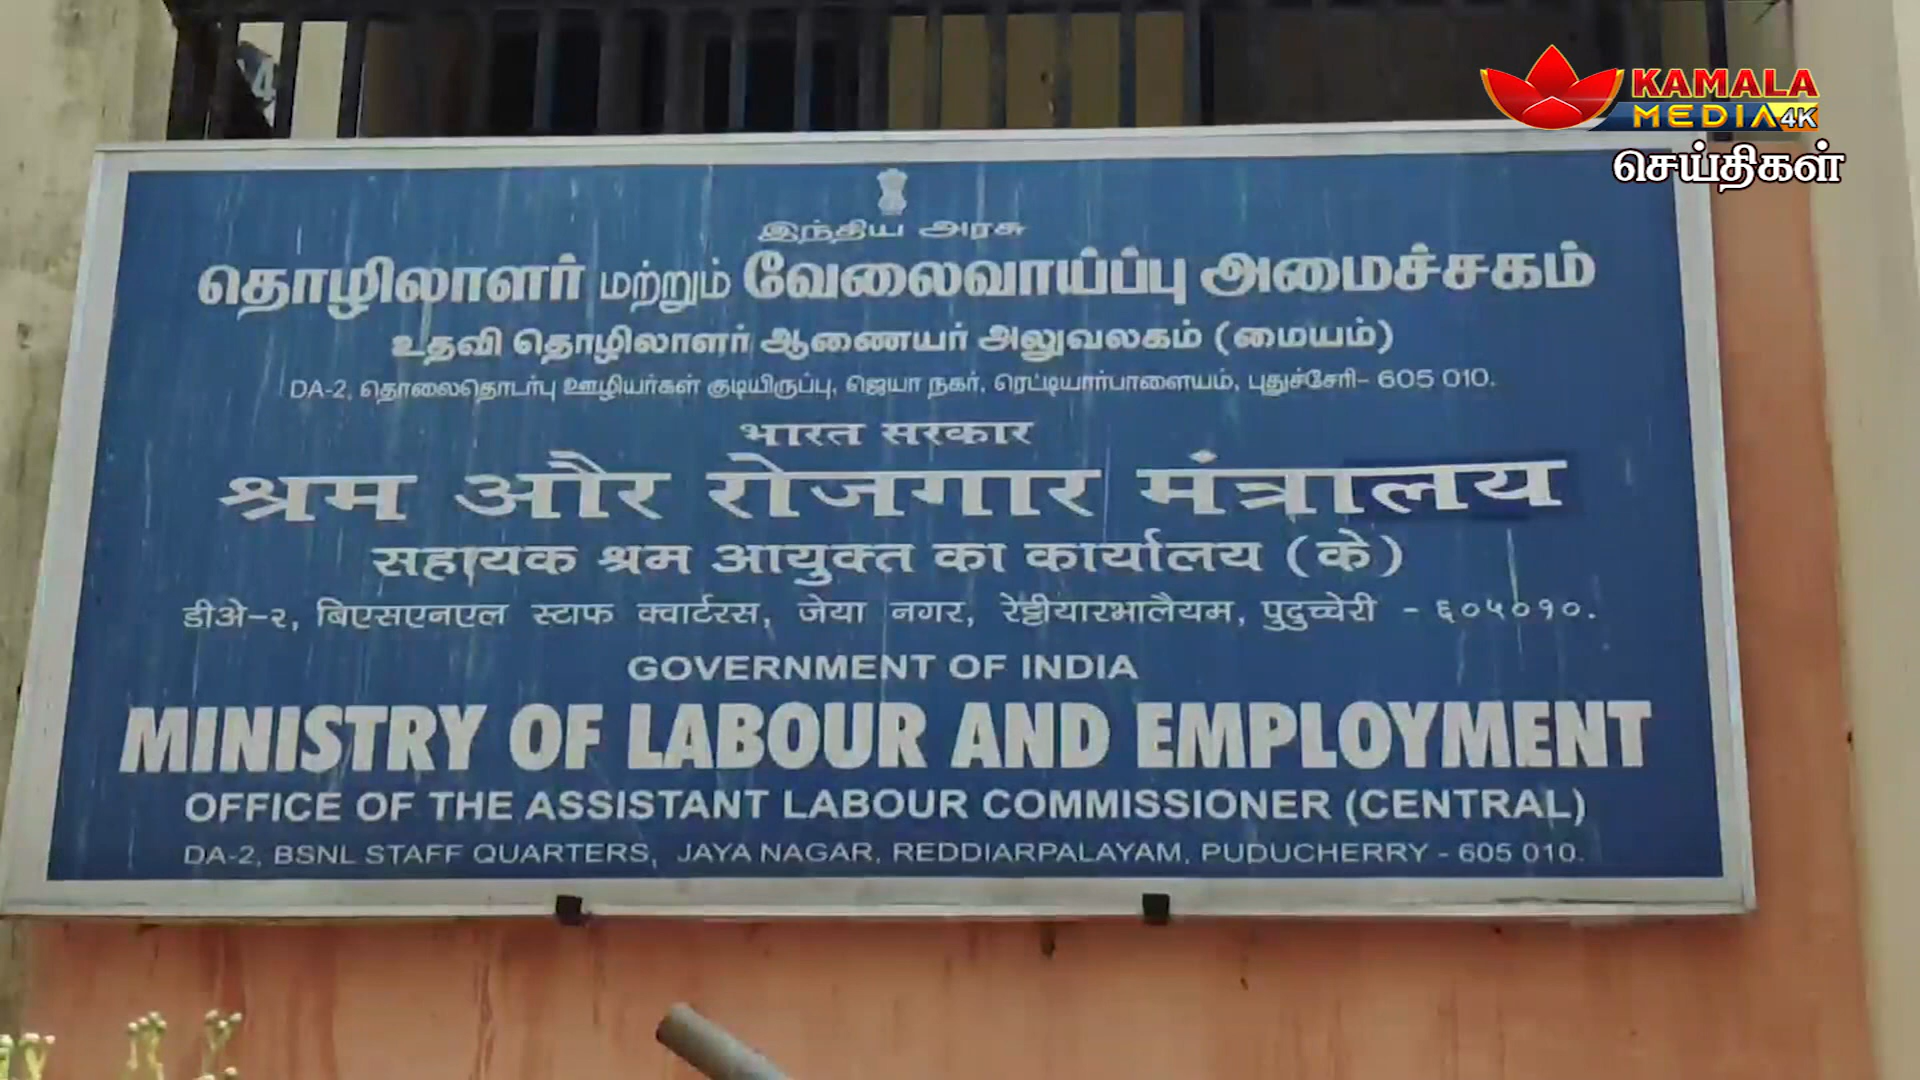 KAMALA
MEDIA 4K
செய்திகள்
இந்திய அரசு
தொழிலாளர் மற்றும் வேலைவாய்ப்பு அமைச்சகம்
உதவி தொழிலாளர் ஆணையர் அலுவலகம் (மையம்)
DA-2, தொலைதொடர்பு ஊழியர்கள் குடியிருப்பு, ஜெயா நகர், ரெட்டியார்பாளையம், புதுச்சேரி- 605 010.
भारत सरकार
श्रम और रोजगार मंत्रालय
सहायक श्रम आयुक्त का कार्यालय (के)
डीअे-२, बिएसएनएल स्टाफ क्वार्टरस, जेया नगर, रेड्डीयारभालैयम, पुदुच्चेरी - ६०५०१०.
GOVERNMENT OF INDIA
MINISTRY OF LABOUR AND EMPLOYMENT
OFFICE OF THE ASSISTANT LABOUR COMMISSIONER (CENTRAL)
DA-2, BSNL STAFF QUARTERS, JAYA NAGAR, REDDIARPALAYAM, PUDUCHERRY - 605 010.